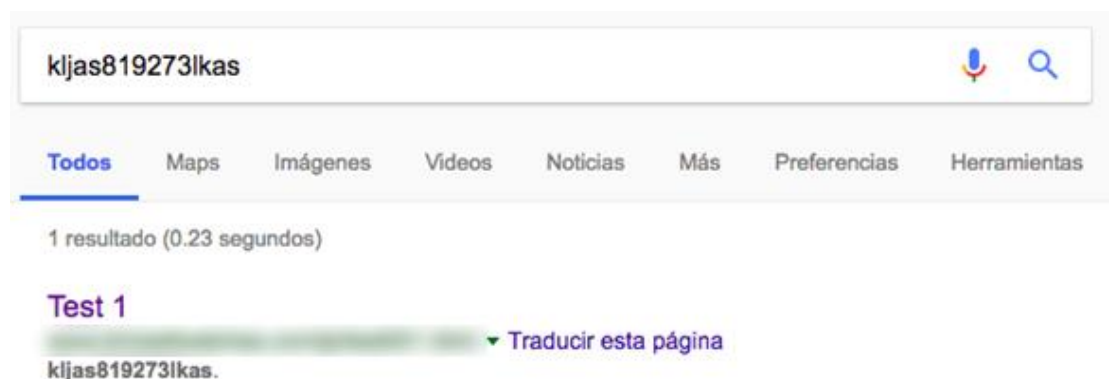 kljas819273lkas
Todos Maps Imágenes Videos Noticias Más Preferencias Herramientas
1 resultado (0.23 segundos)
Test 1
Traducir esta página
kljas819273lkas.